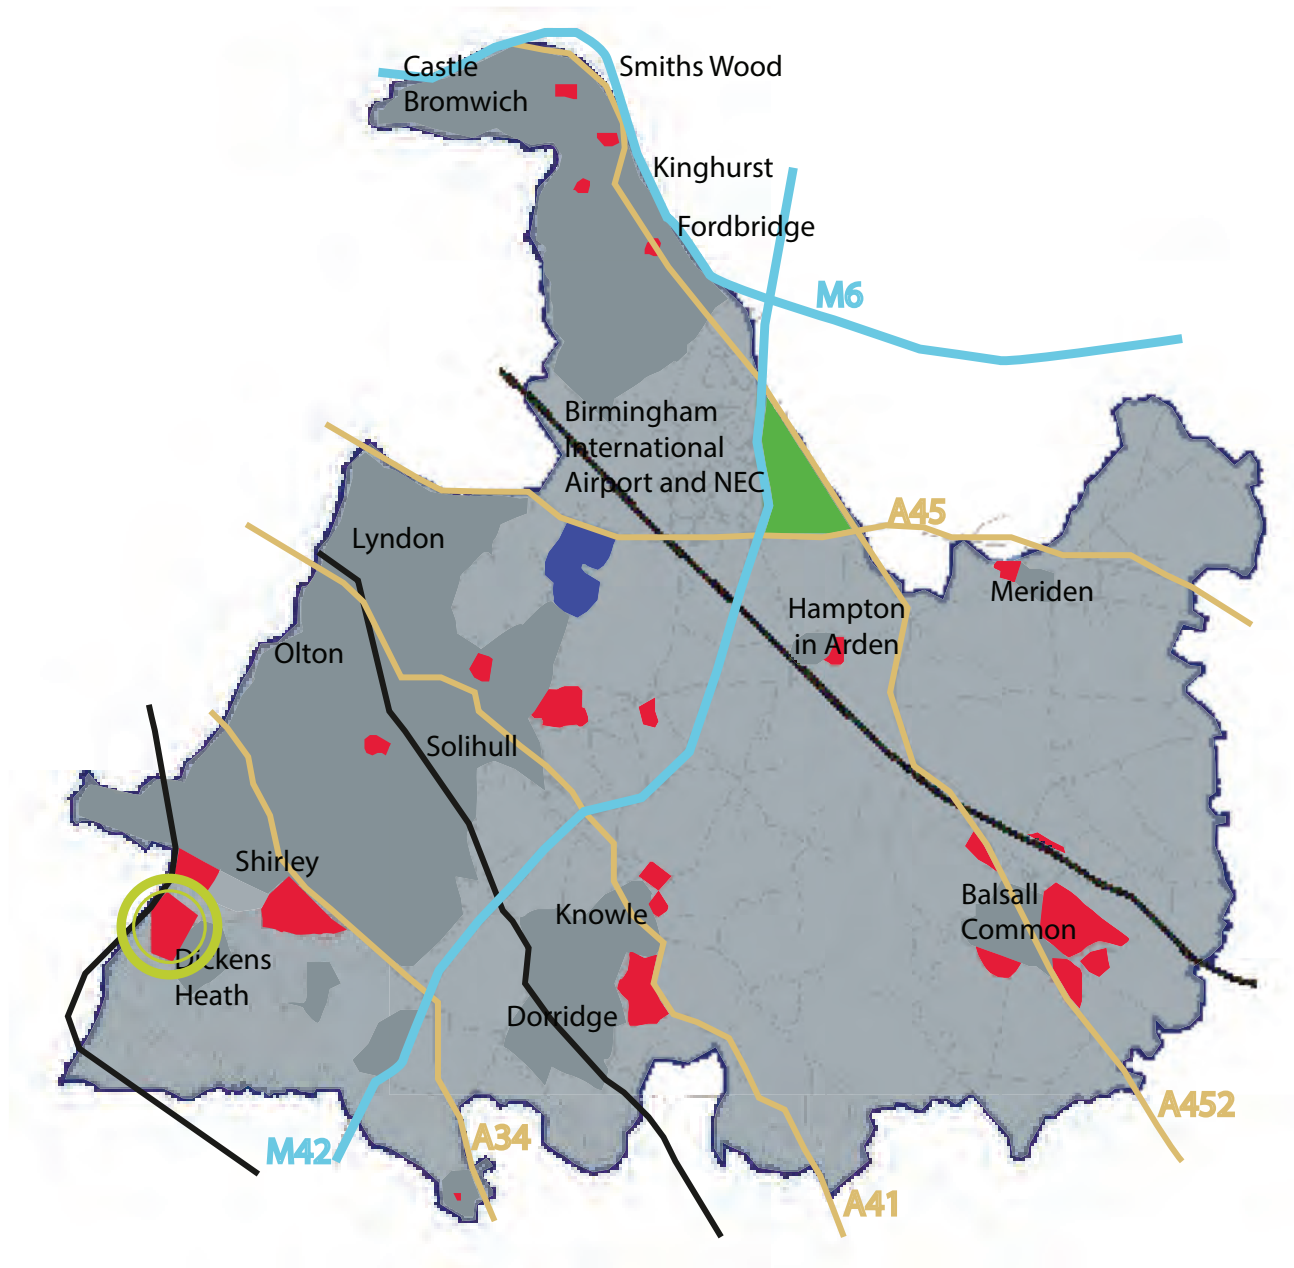 Castle
Bromwich
Smiths Wood
Kinghurst
Fordbridge
M6
Birmingham
International
Airport and NEC
A45
Lyndon
Meriden
Hampton
in Arden
Olton
Solihull
Shirley
Balsall
Common
Knowle
Dickens
Heath
Dorridge
A452
M42
A34
A41